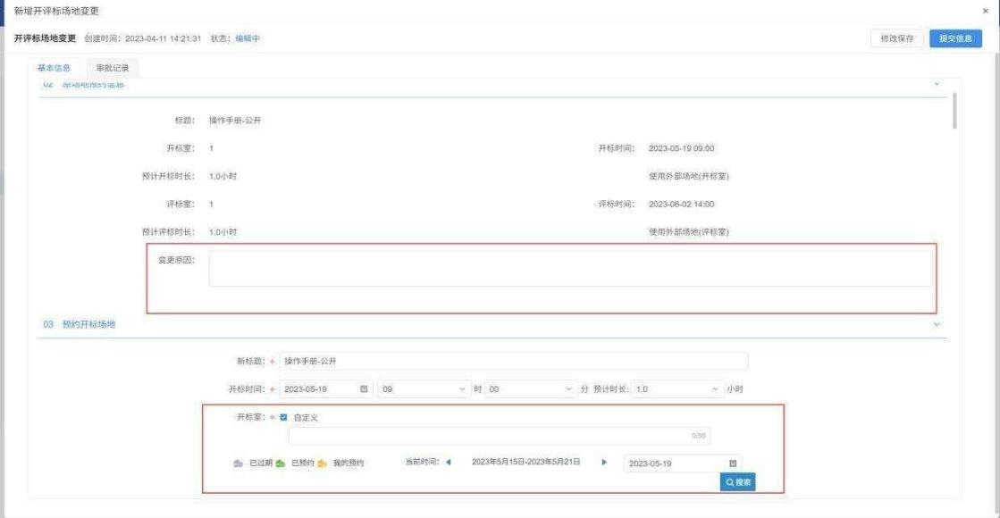 新增开评标场地变更 ×
开评标场地变更 创建时间：2023-04-11 14:21:31 状态：编辑中 修改保存 提交信息
基本信息 审批记录
02 原场地预约信息
标题： 操作手册-公开
开标室： 1 开标时间： 2023-05-19 09:00
预计开标时长： 1.0小时 使用外部场地(开标室)
评标室： 1 评标时间： 2023-06-02 14:00
预计评标时长： 1.0小时 使用外部场地(评标室)
变更原因：
03 预约开标场地
新标题：* 操作手册-公开
开标时间：* 2023-05-19 09 时 00 分 预计时长: 1.0 小时
开标室：* 自定义
0/50
已过期 已预约 我的预约 当前时间： 2023年5月15日-2023年5月21日 2023-05-19
搜索